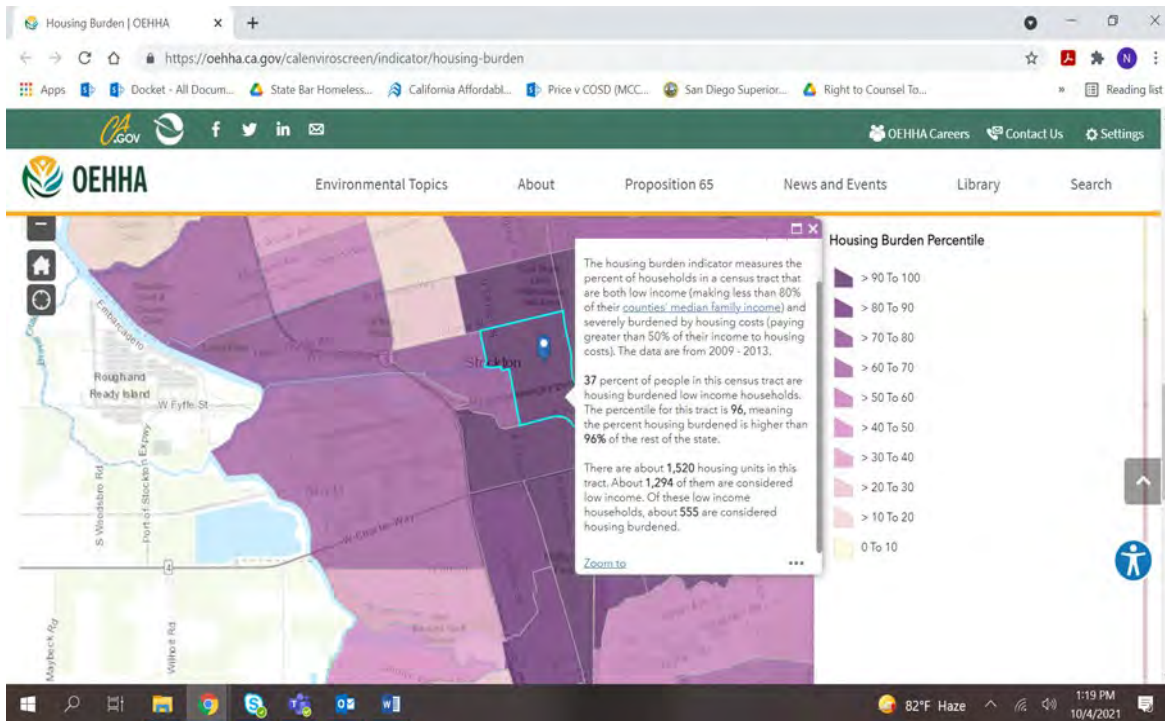 Housing Burden | OEHHA
https://oehha.ca.gov/calenviroscreen/indicator/housing-burden
N
Apps
Docket - All Docum...
State Bar Homeless...
California Affordabl...
Price v COSD (MCC...
San Diego Superior...
Right to Counsel To...
»
Reading list
CA.GOV
OEHHA Careers
Contact Us
Settings
OEHHA
Environmental Topics
About
Proposition 65
News and Events
Library
Search
Embarcadero
Rough and
Ready Island
W Fyffe St
S Woodsbro Rd
Port of Stockton Expwy
W Charter Way
4
Maybeck Rd
Wilhoit Rd
Stockton
The housing burden indicator measures the
percent of households in a census tract that
are both low income (making less than 80%
of their counties' median family income) and
severely burdened by housing costs (paying
greater than 50% of their income to housing
costs). The data are from 2009 - 2013.
37 percent of people in this census tract are
housing burdened low income households.
The percentile for this tract is 96, meaning
the percent housing burdened is higher than
96% of the rest of the state.
There are about 1,520 housing units in this
tract. About 1,294 of them are considered
low income. Of these low income
households, about 555 are considered
housing burdened.
Zoom to
Housing Burden Percentile
> 90 To 100
> 80 To 90
> 70 To 80
> 60 To 70
> 50 To 60
> 40 To 50
> 30 To 40
> 20 To 30
> 10 To 20
0 To 10
82°F Haze
1:19 PM
10/4/2021